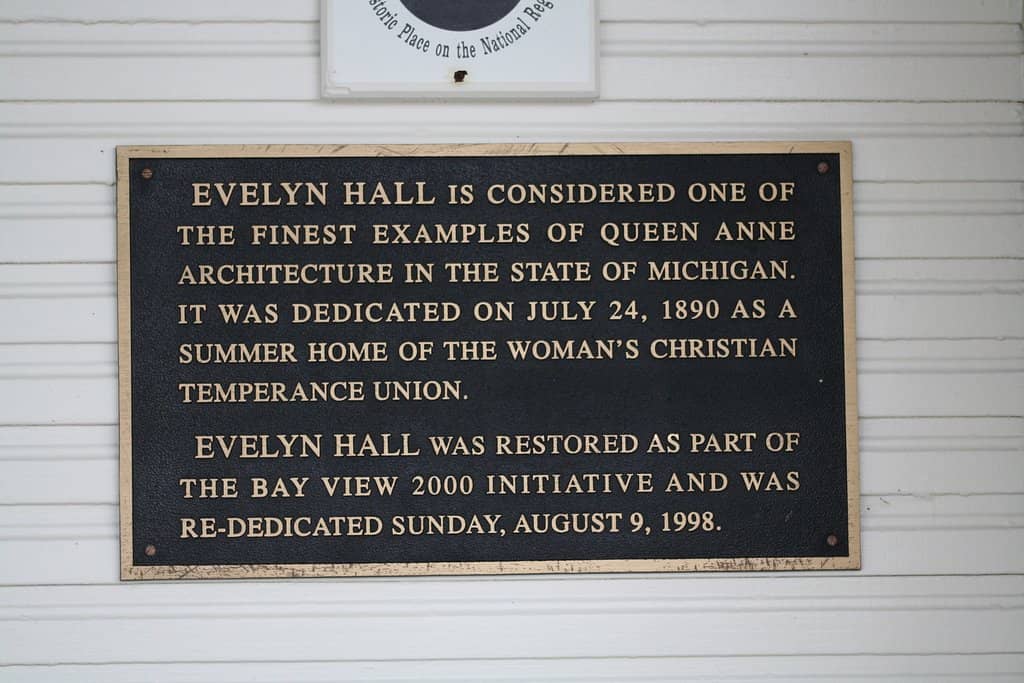 Place on the National
EVELYN HALL IS CONSIDERED ONE OF
THE FINEST EXAMPLES OF QUEEN ANNE
ARCHITECTURE IN THE STATE OF MICHIGAN.
IT WAS DEDICATED ON JULY 24, 1890 AS A
SUMMER HOME OF THE WOMAN'S CHRISTIAN
TEMPERANCE UNION.
EVELYN HALL WAS RESTORED AS PART OF
THE BAY VIEW 2000 INITIATIVE AND WAS
RE-DEDICATED SUNDAY, AUGUST 9, 1998.